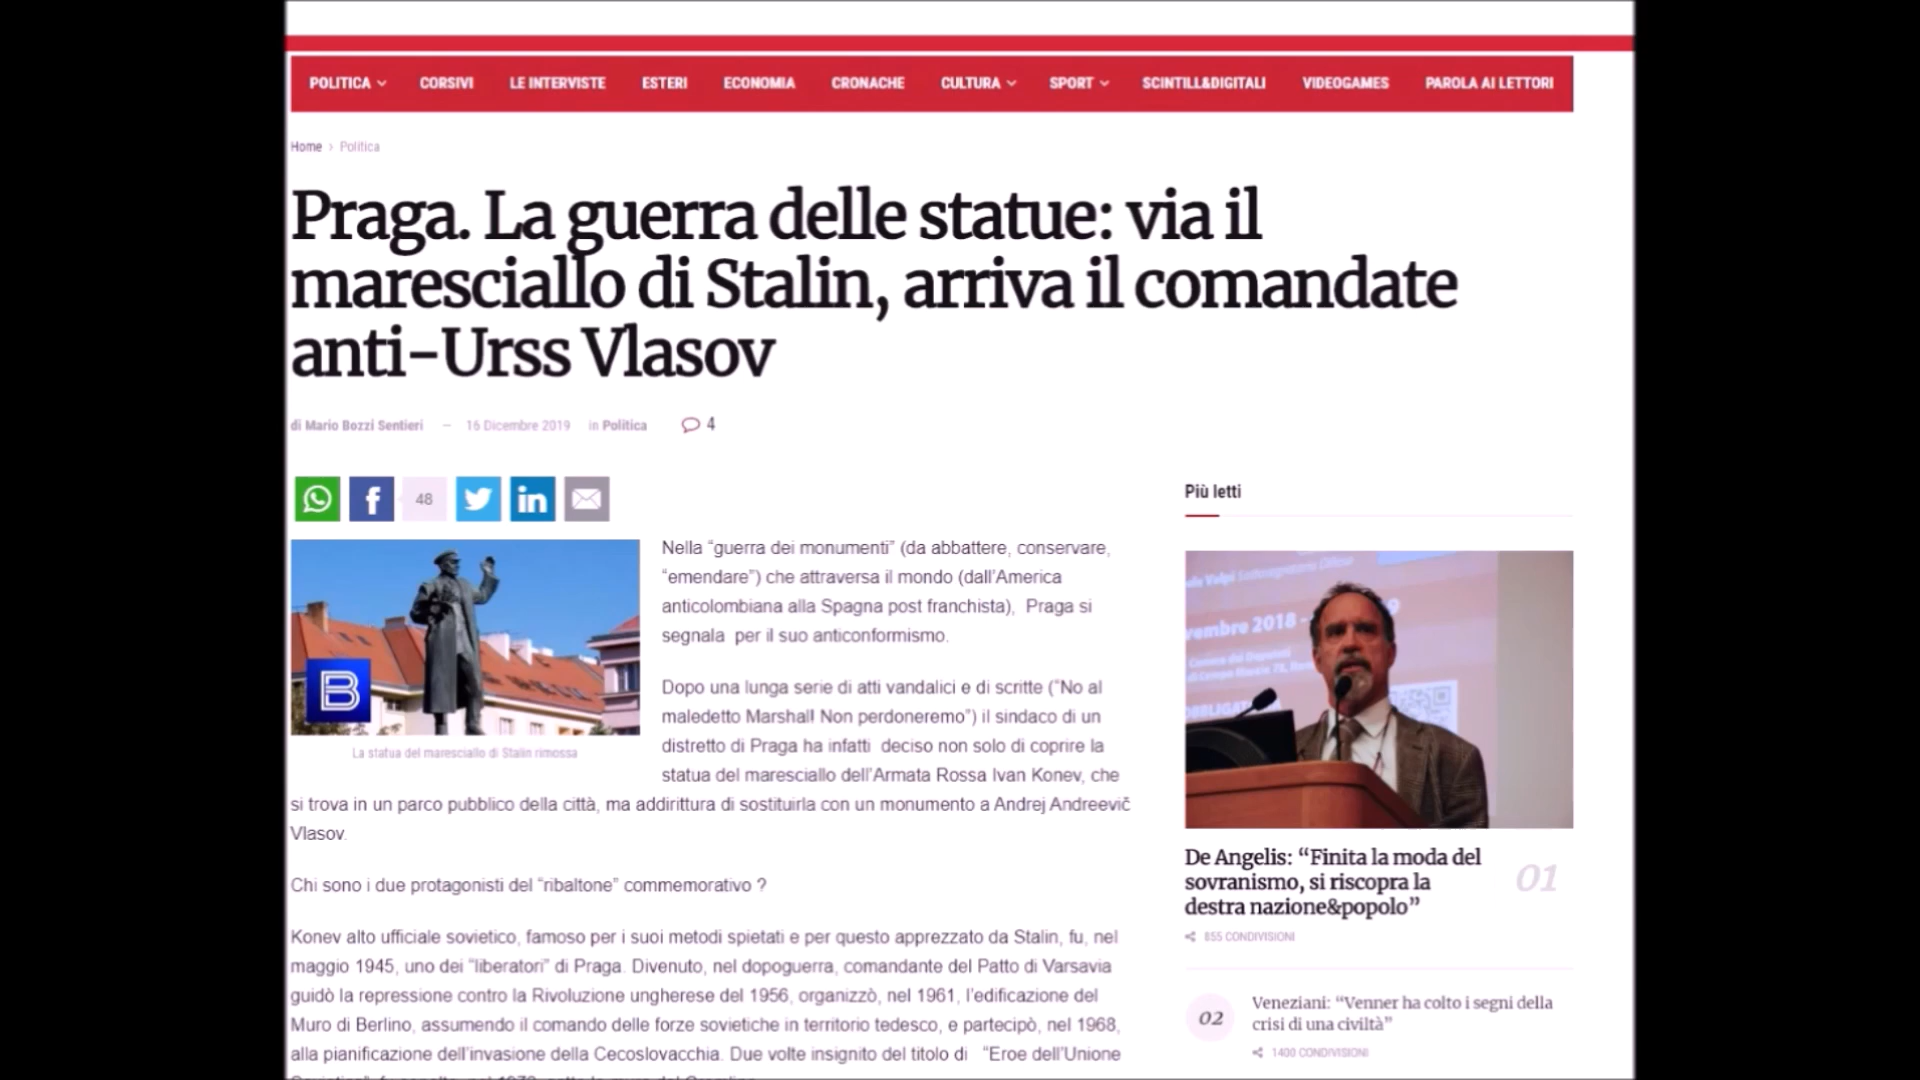 POLITICA CORSIVI LE INTERVISTE ESTERI ECONOMIA CRONACHE CULTURA SPORT SCINTILL&DIGITALI VIDEOGAMES PAROLA AI LETTORI
Home > Politica
Praga. La guerra delle statue: via il
maresciallo di Stalin, arriva il comandate
anti-Urss Vlasov
di Mario Bozzi Sentieri — 16 Dicembre 2019 in Politica 4
48
Nella “guerra dei monumenti” (da abbattere, conservare,
“emendare”) che attraversa il mondo (dall’America
anticolombiana alla Spagna post franchista), Praga si
segnala per il suo anticonformismo.
Dopo una lunga serie di atti vandalici e di scritte (“No al
maledetto Marshall Non perdoneremo”) il sindaco di un
distretto di Praga ha infatti deciso non solo di coprire la
statua del maresciallo dell’Armata Rossa Ivan Konev, che
si trova in un parco pubblico della città, ma addirittura di sostituirla con un monumento a Andrej Andreevič
Vlasov.
B
La statua del maresciallo di Stalin rimossa
Chi sono i due protagonisti del “ribaltone” commemorativo ?
Konev alto ufficiale sovietico, famoso per i suoi metodi spietati e per questo apprezzato da Stalin, fu, nel
maggio 1945, uno dei “liberatori” di Praga. Divenuto, nel dopoguerra, comandante del Patto di Varsavia
guidò la repressione contro la Rivoluzione ungherese del 1956, organizzò, nel 1961, l’edificazione del
Muro di Berlino, assumendo il comando delle forze sovietiche in territorio tedesco, e partecipò, nel 1968,
alla pianificazione dell’invasione della Cecoslovacchia. Due volte insignito del titolo di “Eroe dell’Unione
Più letti
vembre 2018 -
De Angelis: “Finita la moda del
sovranismo, si riscopra la
destra nazione&popolo”
01
855 CONDIVISIONI
02
Veneziani: “Venner ha colto i segni della
crisi di una civiltà”
1400 CONDIVISIONI